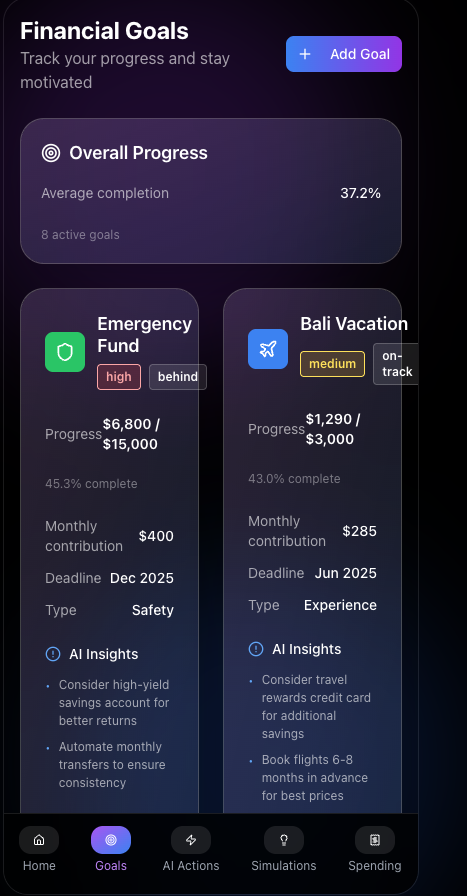 Financial Goals
Track your progress and stay
motivated
Add Goal
Overall Progress
Average completion
37.2%
8 active goals
Emergency
Fund
high
behind
Progress
$6,800 /
$15,000
45.3% complete
Monthly
contribution
$400
Deadline
Dec 2025
Type
Safety
AI Insights
• Consider high-yield
savings account for
better returns
• Automate monthly
transfers to ensure
consistency
Bali Vacation
medium
on-
track
Progress
$1,290 /
$3,000
43.0% complete
Monthly
contribution
$285
Deadline
Jun 2025
Type
Experience
AI Insights
• Consider travel
rewards credit card
for additional
savings
• Book flights 6-8
months in advance
for best prices
Home
Goals
AI Actions
Simulations
Spending